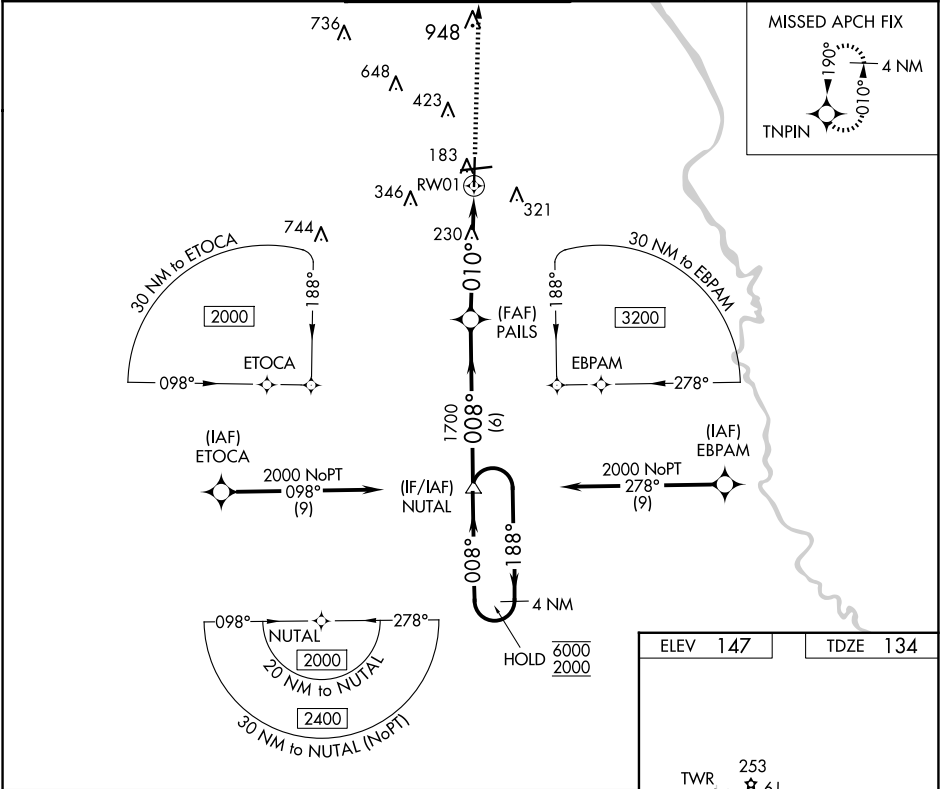 736
948
648
423
183
RW01
346
321
230
744
010°
MISSED APCH FIX
190°
4 NM
010°
TNPIN
30 NM to ETOCA
188°
2000
ETOCA
098°
(FAF)
PAILS
30 NM to EBPAM
188°
3200
EBPAM
278°
1700
008°
(6)
(IAF)
ETOCA
2000 NoPT
098°
(9)
(IF/IAF)
NUTAL
(IAF)
EBPAM
2000 NoPT
278°
(9)
008°
188°
4 NM
HOLD
6000
2000
098°
278°
NUTAL
2000
20 NM to NUTAL
2400
30 NM to NUTAL (NoPT)
ELEV 147
TDZE 134
TWR
253